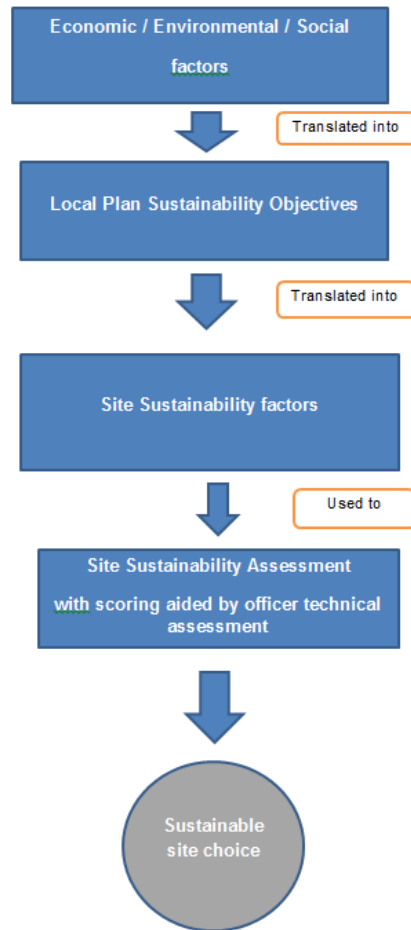 Economic / Environmental / Social
factors
Translated into
Local Plan Sustainability Objectives
Translated into
Site Sustainability factors
Used to
Site Sustainability Assessment
with scoring aided by officer technical
assessment
Sustainable
site choice